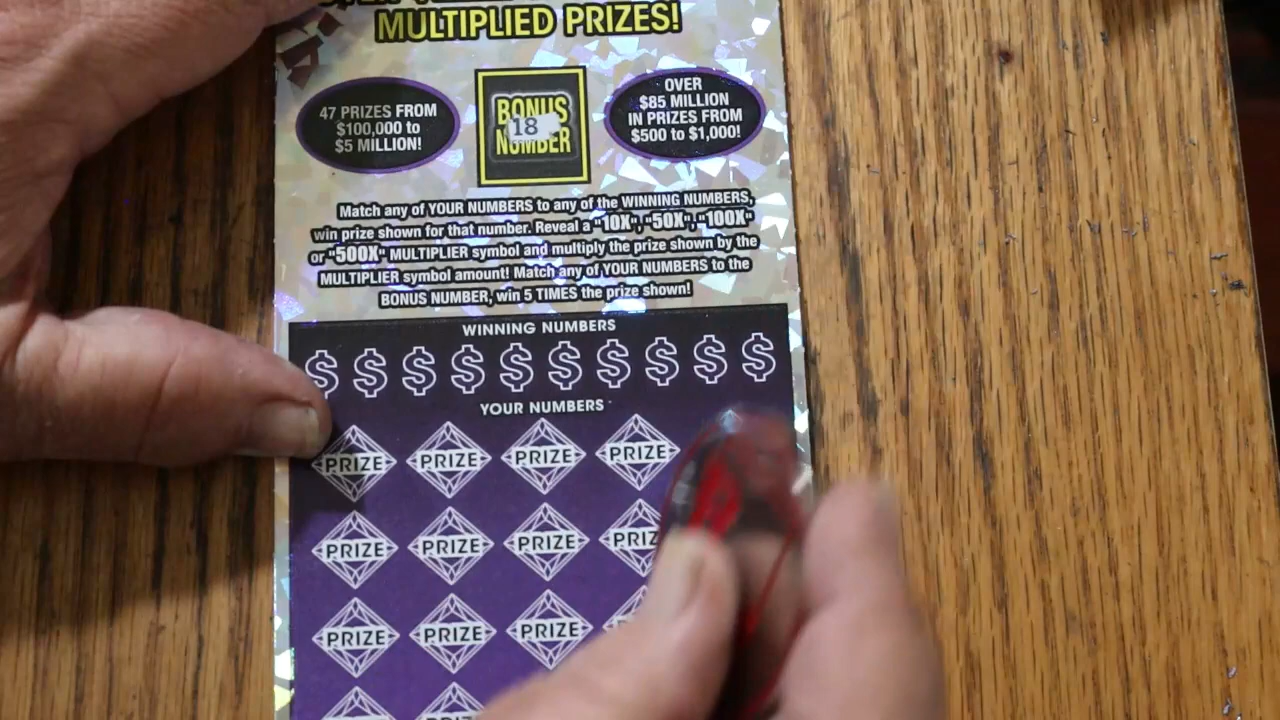 MULTIPLIED PRIZES!
47 PRIZES FROM
$100,000 to
$5 MILLION!
BONUS
18
NUMBER
OVER
$85 MILLION
IN PRIZES FROM
$500 to $1,000!
Match any of YOUR NUMBERS to any of the WINNING NUMBERS,
win prize shown for that number. Reveal a "10X", "50X", "100X"
or "500X" MULTIPLIER symbol and multiply the prize shown by the
MULTIPLIER symbol amount! Match any of YOUR NUMBERS to the
BONUS NUMBER, win 5 TIMES the prize shown!
WINNING NUMBERS
$ $ $ $ $ $ $ $ $ $
YOUR NUMBERS
PRIZE PRIZE PRIZE PRIZE
PRIZE PRIZE PRIZE PRIZ
PRIZE PRIZE PRIZE